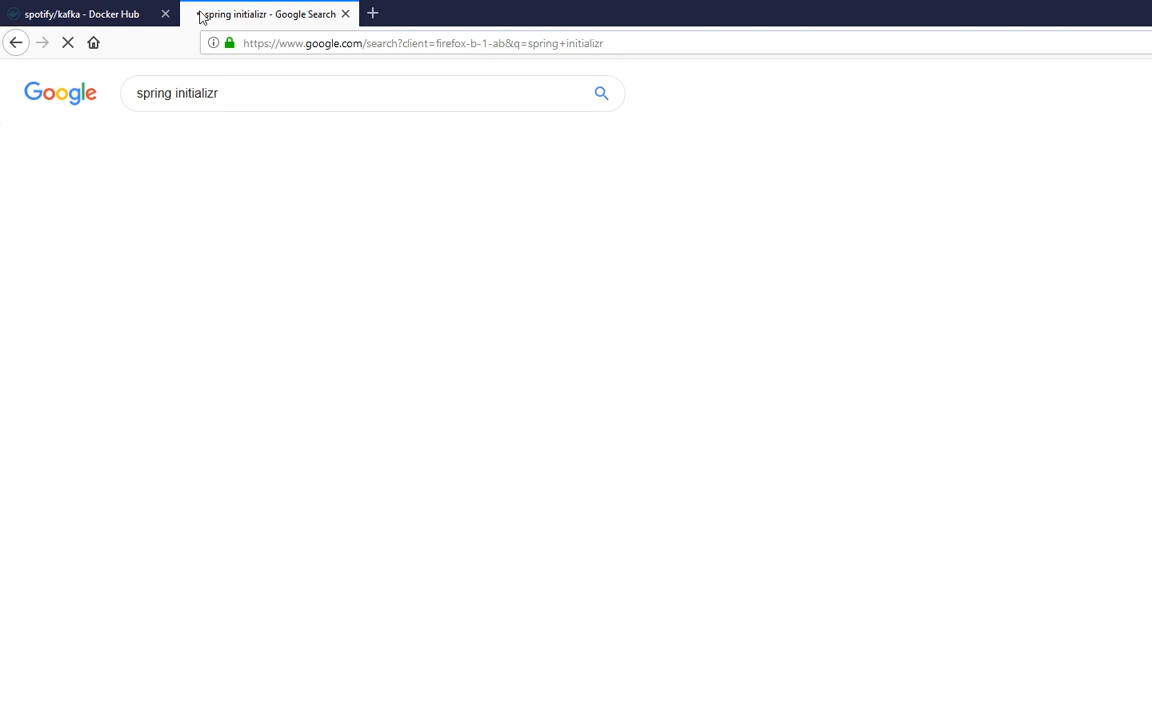 spotify/kafka - Docker Hub
spring initializr - Google Search
https://www.google.com/search?client=firefox-b-1-ab&q=spring+initializr
Google
spring initializr